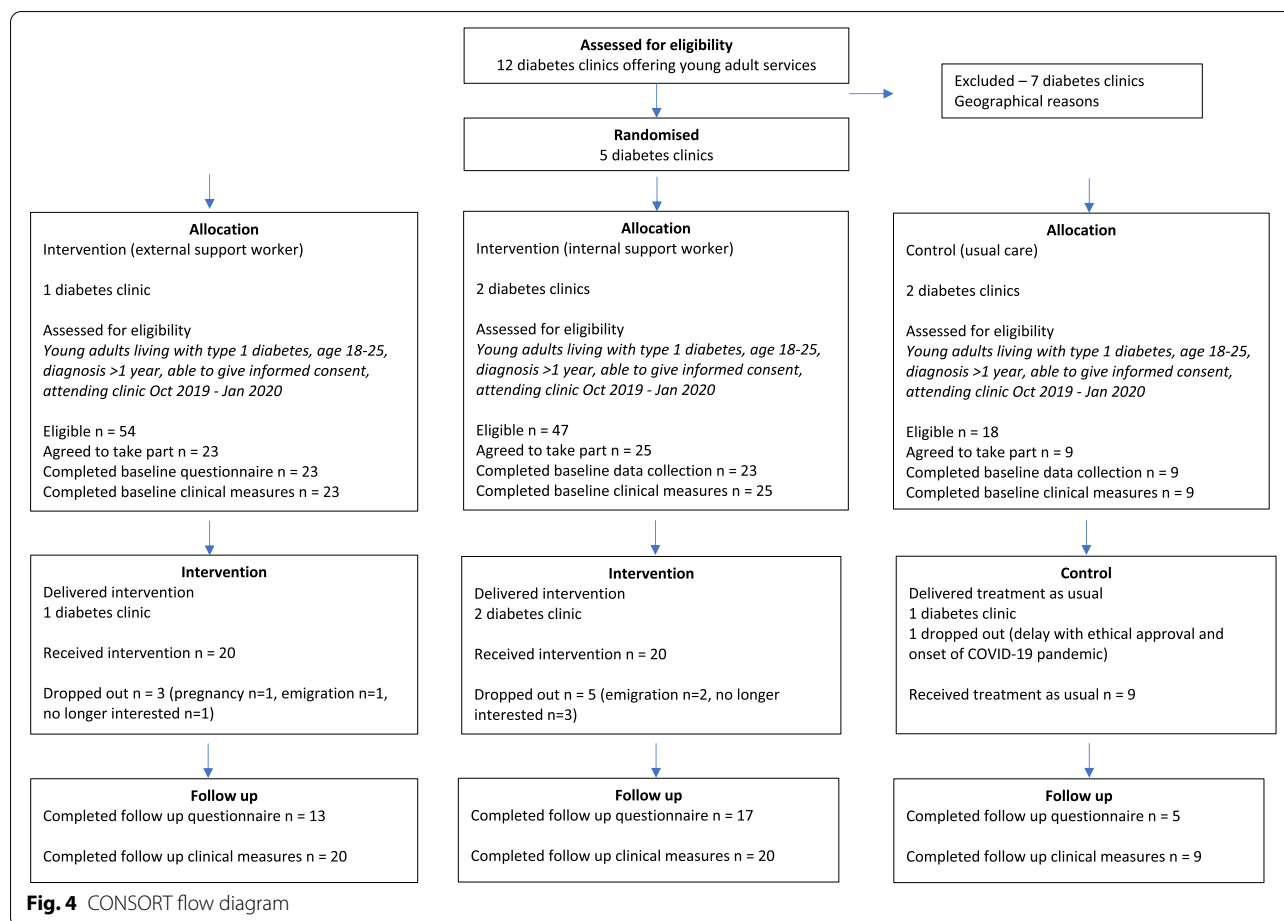 Assessed for eligibility
12 diabetes clinics offering young adult services
Excluded – 7 diabetes clinics
Geographical reasons
Randomised
5 diabetes clinics
Allocation
Intervention (external support worker)
1 diabetes clinic
Assessed for eligibility
Young adults living with type 1 diabetes, age 18-25,
diagnosis >1 year, able to give informed consent,
attending clinic Oct 2019 - Jan 2020
Eligible n = 54
Agreed to take part n = 23
Completed baseline questionnaire n = 23
Completed baseline clinical measures n = 23
Allocation
Intervention (internal support worker)
2 diabetes clinics
Assessed for eligibility
Young adults living with type 1 diabetes, age 18-25,
diagnosis >1 year, able to give informed consent,
attending clinic Oct 2019 - Jan 2020
Eligible n = 47
Agreed to take part n = 25
Completed baseline data collection n = 23
Completed baseline clinical measures n = 25
Allocation
Control (usual care)
2 diabetes clinics
Assessed for eligibility
Young adults living with type 1 diabetes, age 18-25,
diagnosis >1 year, able to give informed consent,
attending clinic Oct 2019 - Jan 2020
Eligible n = 18
Agreed to take part n = 9
Completed baseline data collection n = 9
Completed baseline clinical measures n = 9
Intervention
Delivered intervention
1 diabetes clinic
Received intervention n = 20
Dropped out n = 3 (pregnancy n=1, emigration n=1,
no longer interested n=1)
Intervention
Delivered intervention
2 diabetes clinic
Received intervention n = 20
Dropped out n = 5 (emigration n=2, no longer
interested n=3)
Control
Delivered treatment as usual
1 diabetes clinic
1 dropped out (delay with ethical approval and
onset of COVID-19 pandemic)
Received treatment as usual n = 9
Follow up
Completed follow up questionnaire n = 13
Completed follow up clinical measures n = 20
Follow up
Completed follow up questionnaire n = 17
Completed follow up clinical measures n = 20
Follow up
Completed follow up questionnaire n = 5
Completed follow up clinical measures n = 9
Fig. 4 CONSORT flow diagram